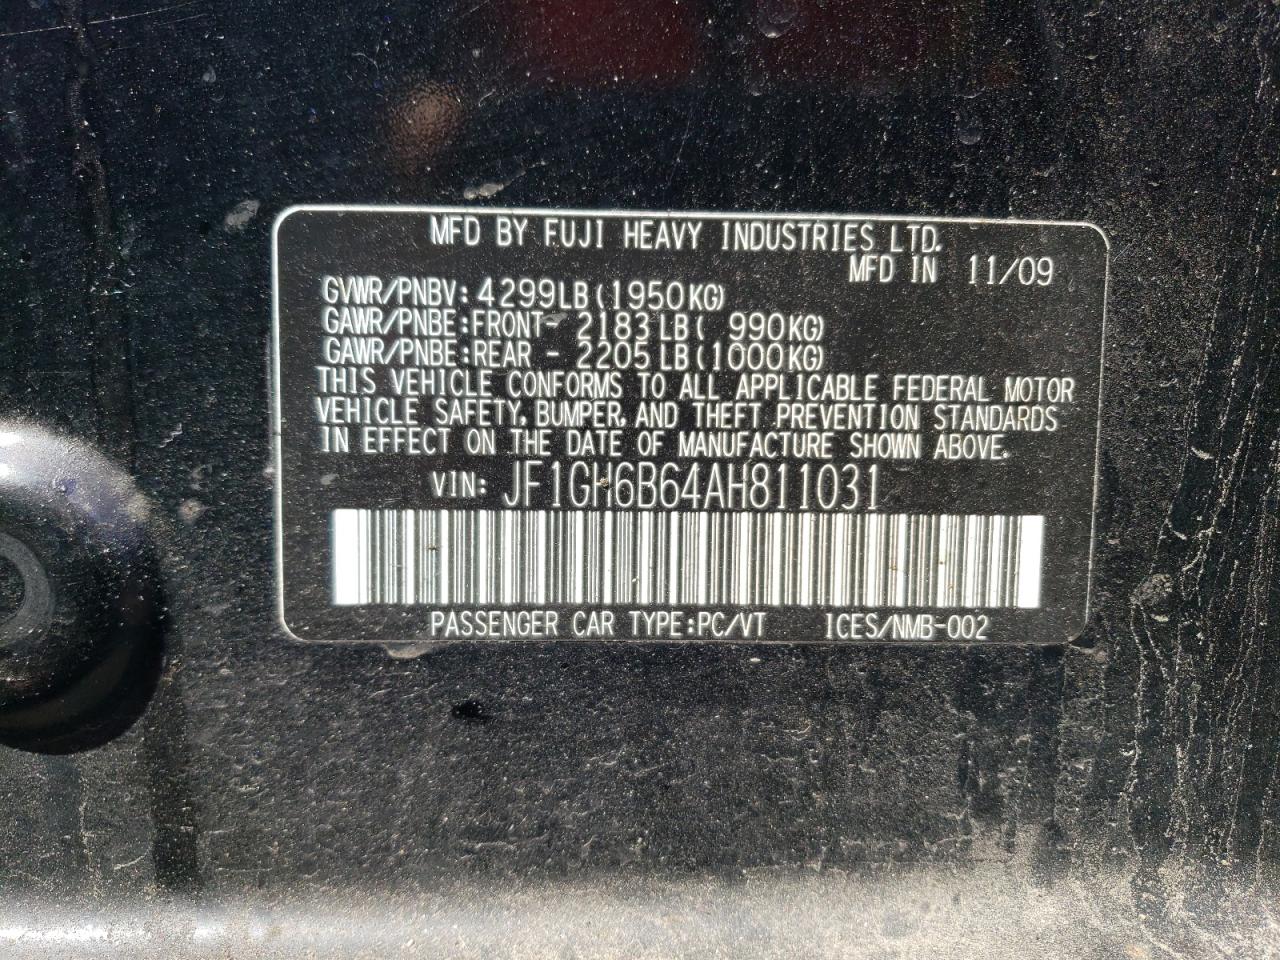 MFD BY FUJI HEAVY INDUSTRIES LTD.
MFD IN 11/09
GVWR/PNBV:4299LB(1950KG)
GAWR/PNBE:FRONT- 2183LB( 990KG)
GAWR/PNBE:REAR - 2205LB(1000KG)
THIS VEHICLE CONFORMS TO ALL APPLICABLE FEDERAL MOTOR
VEHICLE SAFETY, BUMPER, AND THEFT PREVENTION STANDARDS
IN EFFECT ON THE DATE OF MANUFACTURE SHOWN ABOVE.
VIN: JF1GH6B64AH811031
PASSENGER CAR TYPE:PC/VT ICES/NMB-002